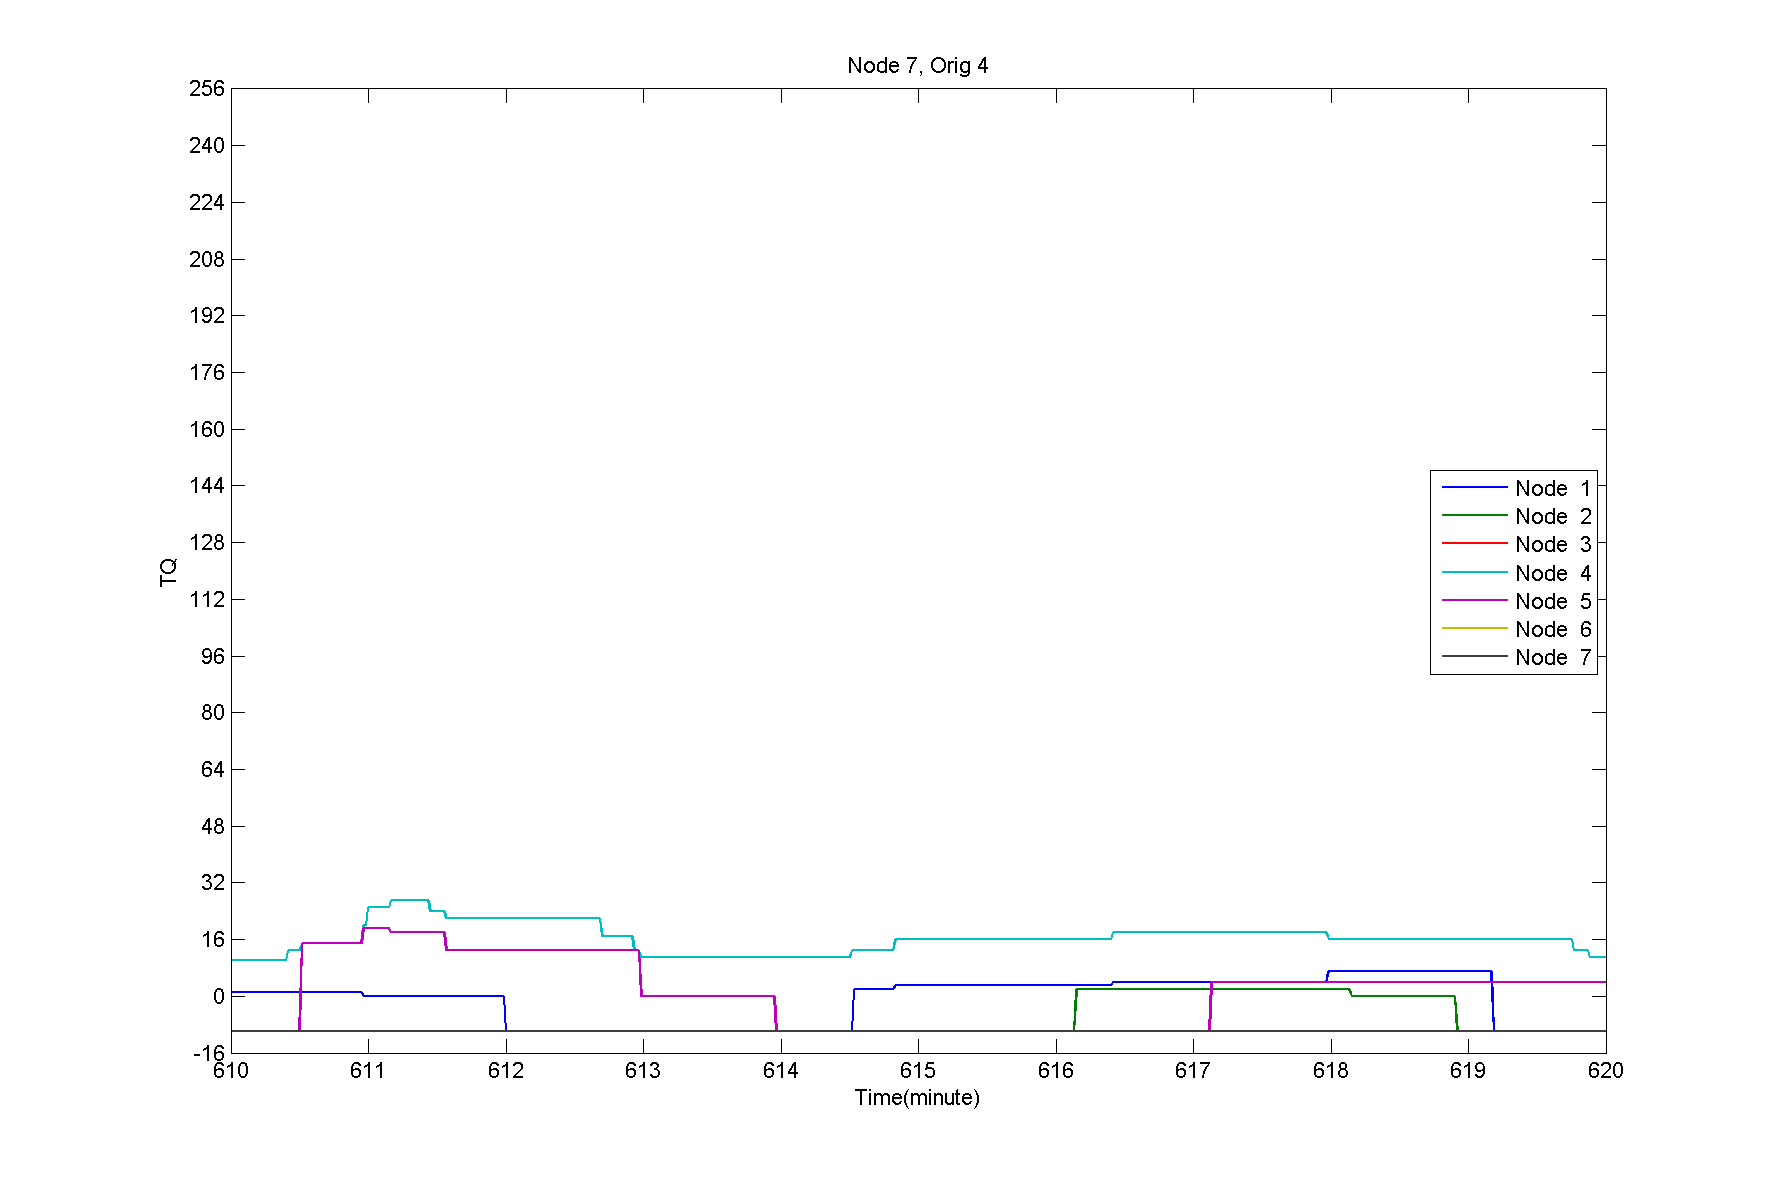 Node 7, Orig 4
256
240
224
208
192
176
160
144
128
112
96
80
64
48
32
16
0
-16
TQ
Node 1
Node 2
Node 3
Node 4
Node 5
Node 6
Node 7
610 611 612 613 614 615 616 617 618 619 620
Time(minute)